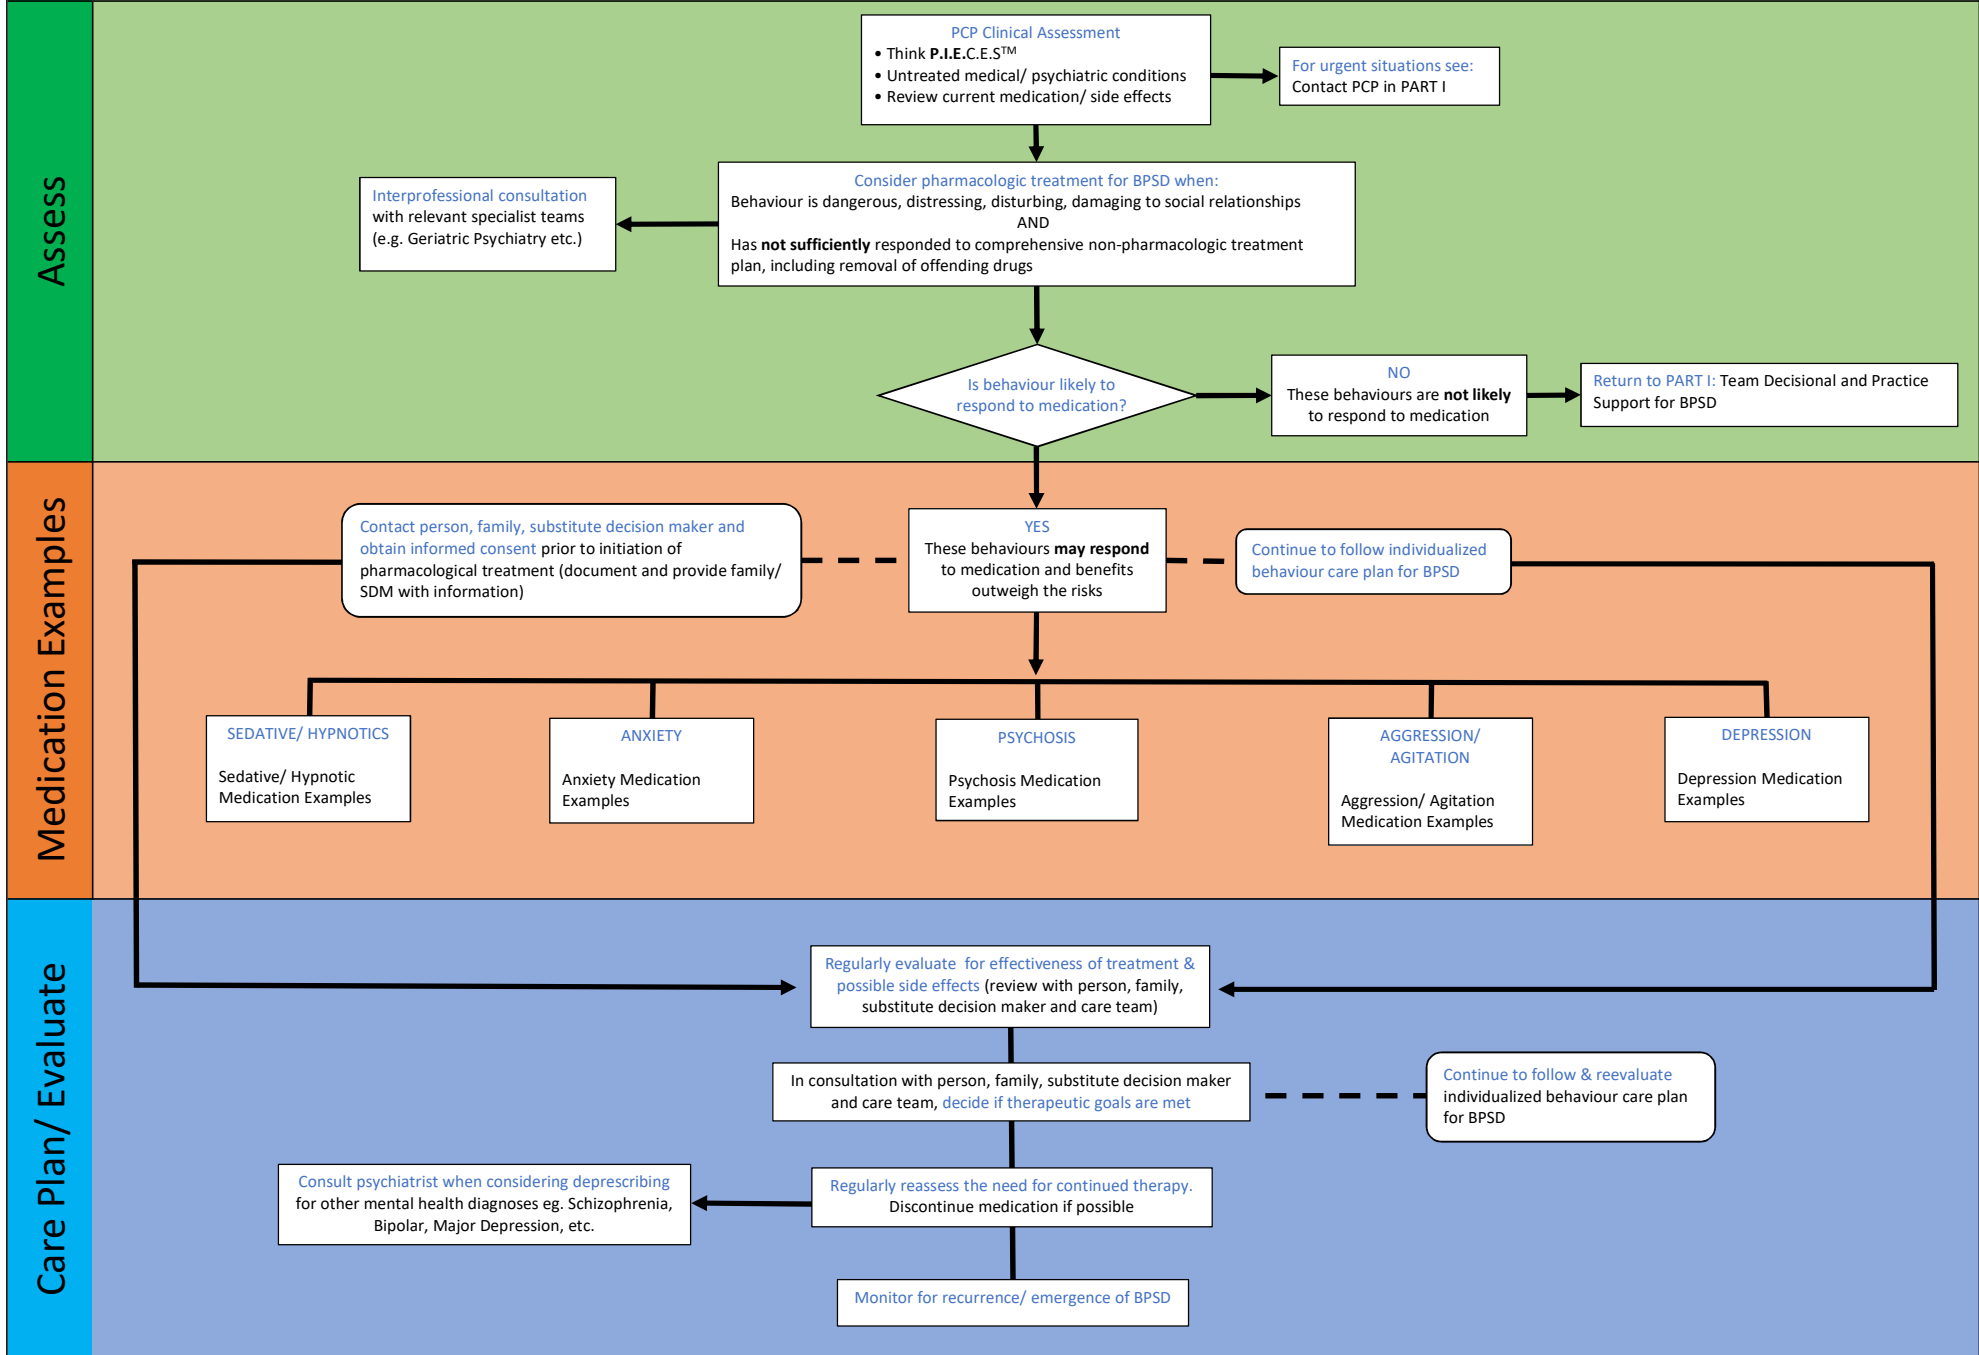 Assess
PCP Clinical Assessment
• Think P.I.E.C.E.S™
• Untreated medical/ psychiatric conditions
• Review current medication/ side effects
For urgent situations see:
Contact PCP in PART I
Interprofessional consultation
with relevant specialist teams
(e.g. Geriatric Psychiatry etc.)
Consider pharmacologic treatment for BPSD when:
Behaviour is dangerous, distressing, disturbing, damaging to social relationships
AND
Has not sufficiently responded to comprehensive non-pharmacologic treatment
plan, including removal of offending drugs
Is behaviour likely to
respond to medication?
NO
These behaviours are not likely
to respond to medication
Return to PART I: Team Decisional and Practice
Support for BPSD
Medication Examples
Contact person, family, substitute decision maker and
obtain informed consent prior to initiation of
pharmacological treatment (document and provide family/
SDM with information)
YES
These behaviours may respond
to medication and benefits
outweigh the risks
Continue to follow individualized
behaviour care plan for BPSD
SEDATIVE/ HYPNOTICS
Sedative/ Hypnotic
Medication Examples
ANXIETY
Anxiety Medication
Examples
PSYCHOSIS
Psychosis Medication
Examples
AGGRESSION/
AGITATION
Aggression/ Agitation
Medication Examples
DEPRESSION
Depression Medication
Examples
Care Plan/ Evaluate
Regularly evaluate for effectiveness of treatment &
possible side effects (review with person, family,
substitute decision maker and care team)
In consultation with person, family, substitute decision maker
and care team, decide if therapeutic goals are met
Continue to follow & reevaluate
individualized behaviour care plan
for BPSD
Consult psychiatrist when considering deprescribing
for other mental health diagnoses eg. Schizophrenia,
Bipolar, Major Depression, etc.
Regularly reassess the need for continued therapy.
Discontinue medication if possible
Monitor for recurrence/ emergence of BPSD